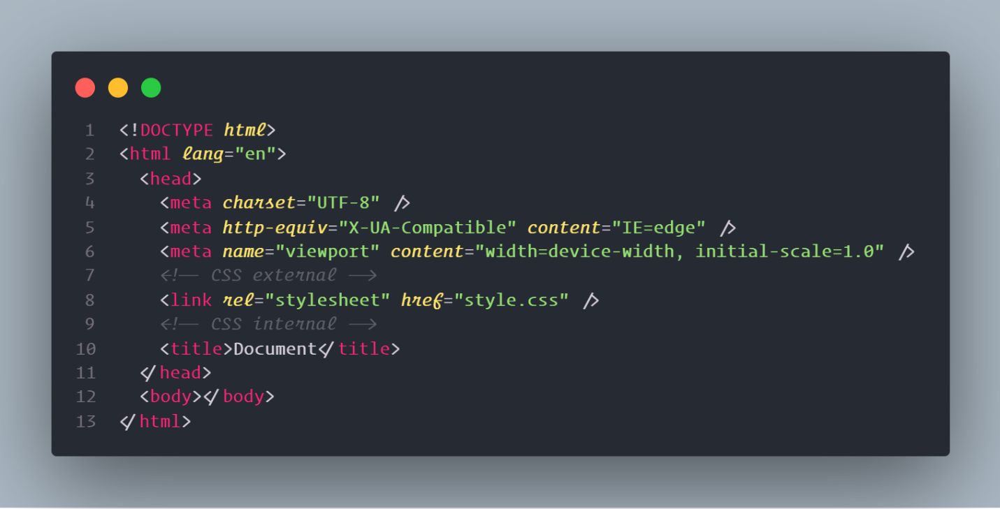 1 <!DOCTYPE html>
2 <html lang="en">
3   <head>
4     <meta charset="UTF-8" />
5     <meta http-equiv="X-UA-Compatible" content="IE=edge" />
6     <meta name="viewport" content="width=device-width, initial-scale=1.0" />
7     <!-- CSS external -->
8     <link rel="stylesheet" href="style.css" />
9     <!-- CSS internal -->
10     <title>Document</title>
11   </head>
12   <body></body>
13 </html>